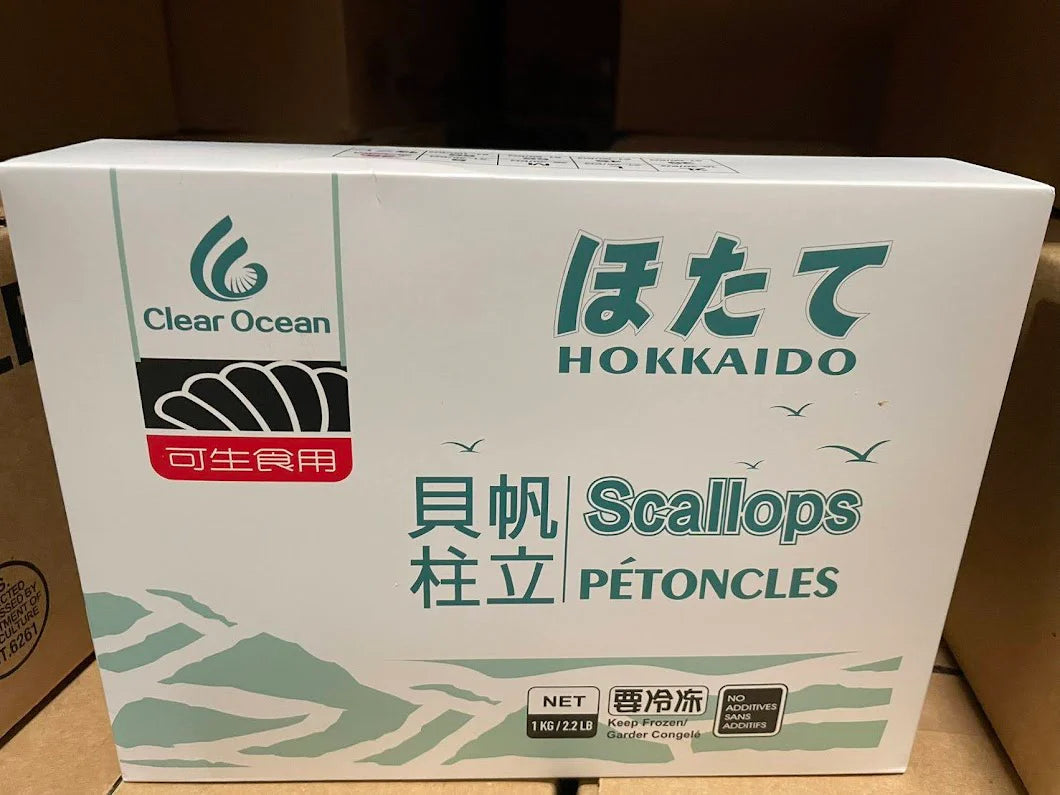 Clear Ocean
可生食用
ほたて
HOKKAIDO
貝帆
柱立
Scallops
PÉTONCLES
NET
1 KG / 2.2 LB
要冷冻
Keep Frozen/
Garder Congelé
NO
ADDITIVES
SANS
ADDITIFS